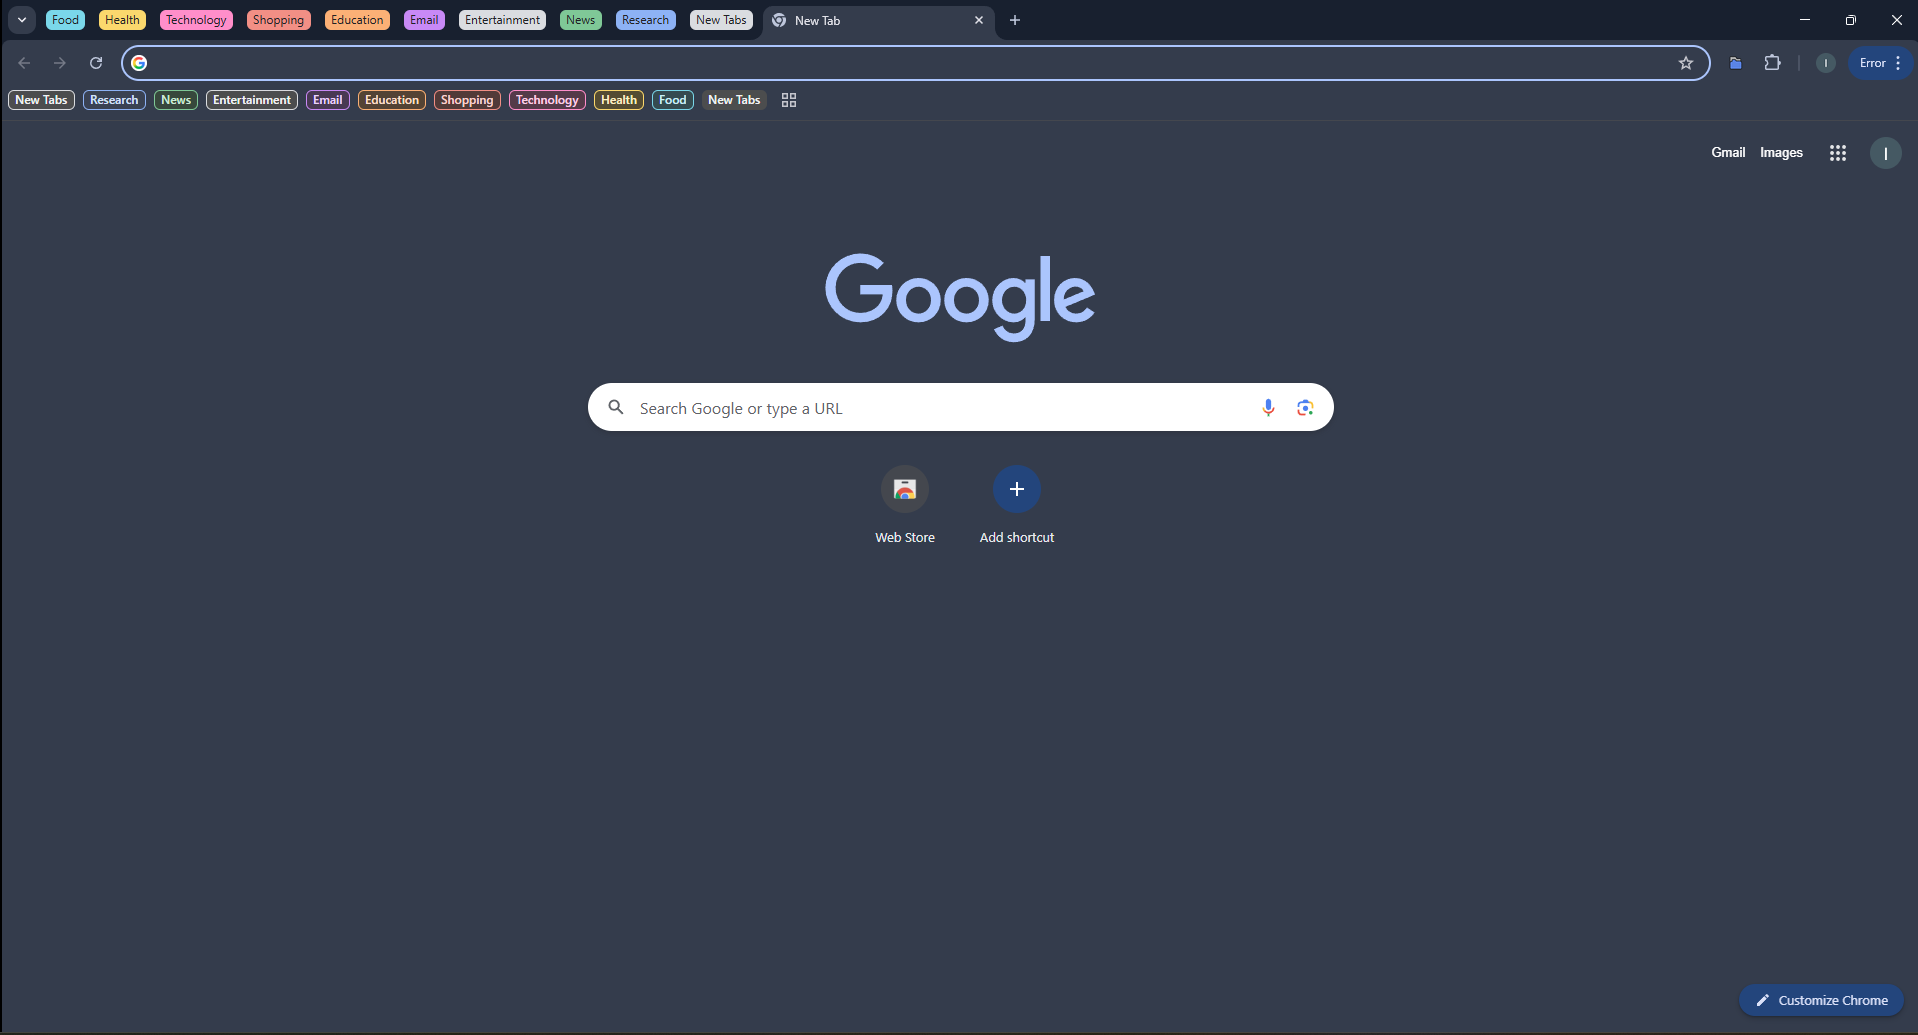 Food Health Technology Shopping Education Email Entertainment News Research New Tabs New Tab
Error
New Tabs Research News Entertainment Email Education Shopping Technology Health Food New Tabs
Gmail Images I
Google
Search Google or type a URL
Web Store Add shortcut
Customize Chrome